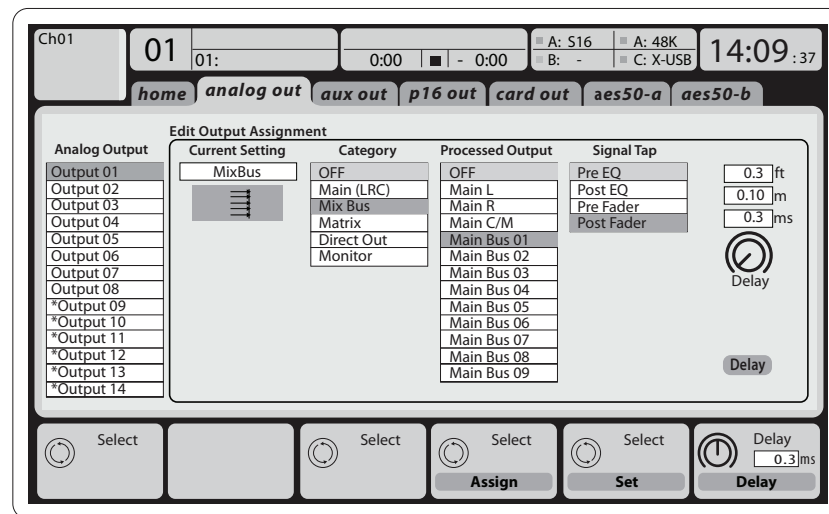 Ch01
01
01:
0:00 - 0:00
A: S16 A: 48K
B: - C: X-USB
14:09 :37
home analog out aux out p16 out card out aes50-a aes50-b
Edit Output Assignment
Analog Output Current Setting Category Processed Output Signal Tap
Output 01
Output 02
Output 03
Output 04
Output 05
Output 06
Output 07
Output 08
*Output 09
*Output 10
*Output 11
*Output 12
*Output 13
*Output 14
MixBus
OFF
Main (LRC)
Mix Bus
Matrix
Direct Out
Monitor
OFF
Main L
Main R
Main C/M
Main Bus 01
Main Bus 02
Main Bus 03
Main Bus 04
Main Bus 05
Main Bus 06
Main Bus 07
Main Bus 08
Main Bus 09
Pre EQ
Post EQ
Pre Fader
Post Fader
0.3 ft
0.10 m
0.3 ms
Delay
Delay
Select
Select
Select
Assign
Select
Set
Delay
0.3 ms
Delay